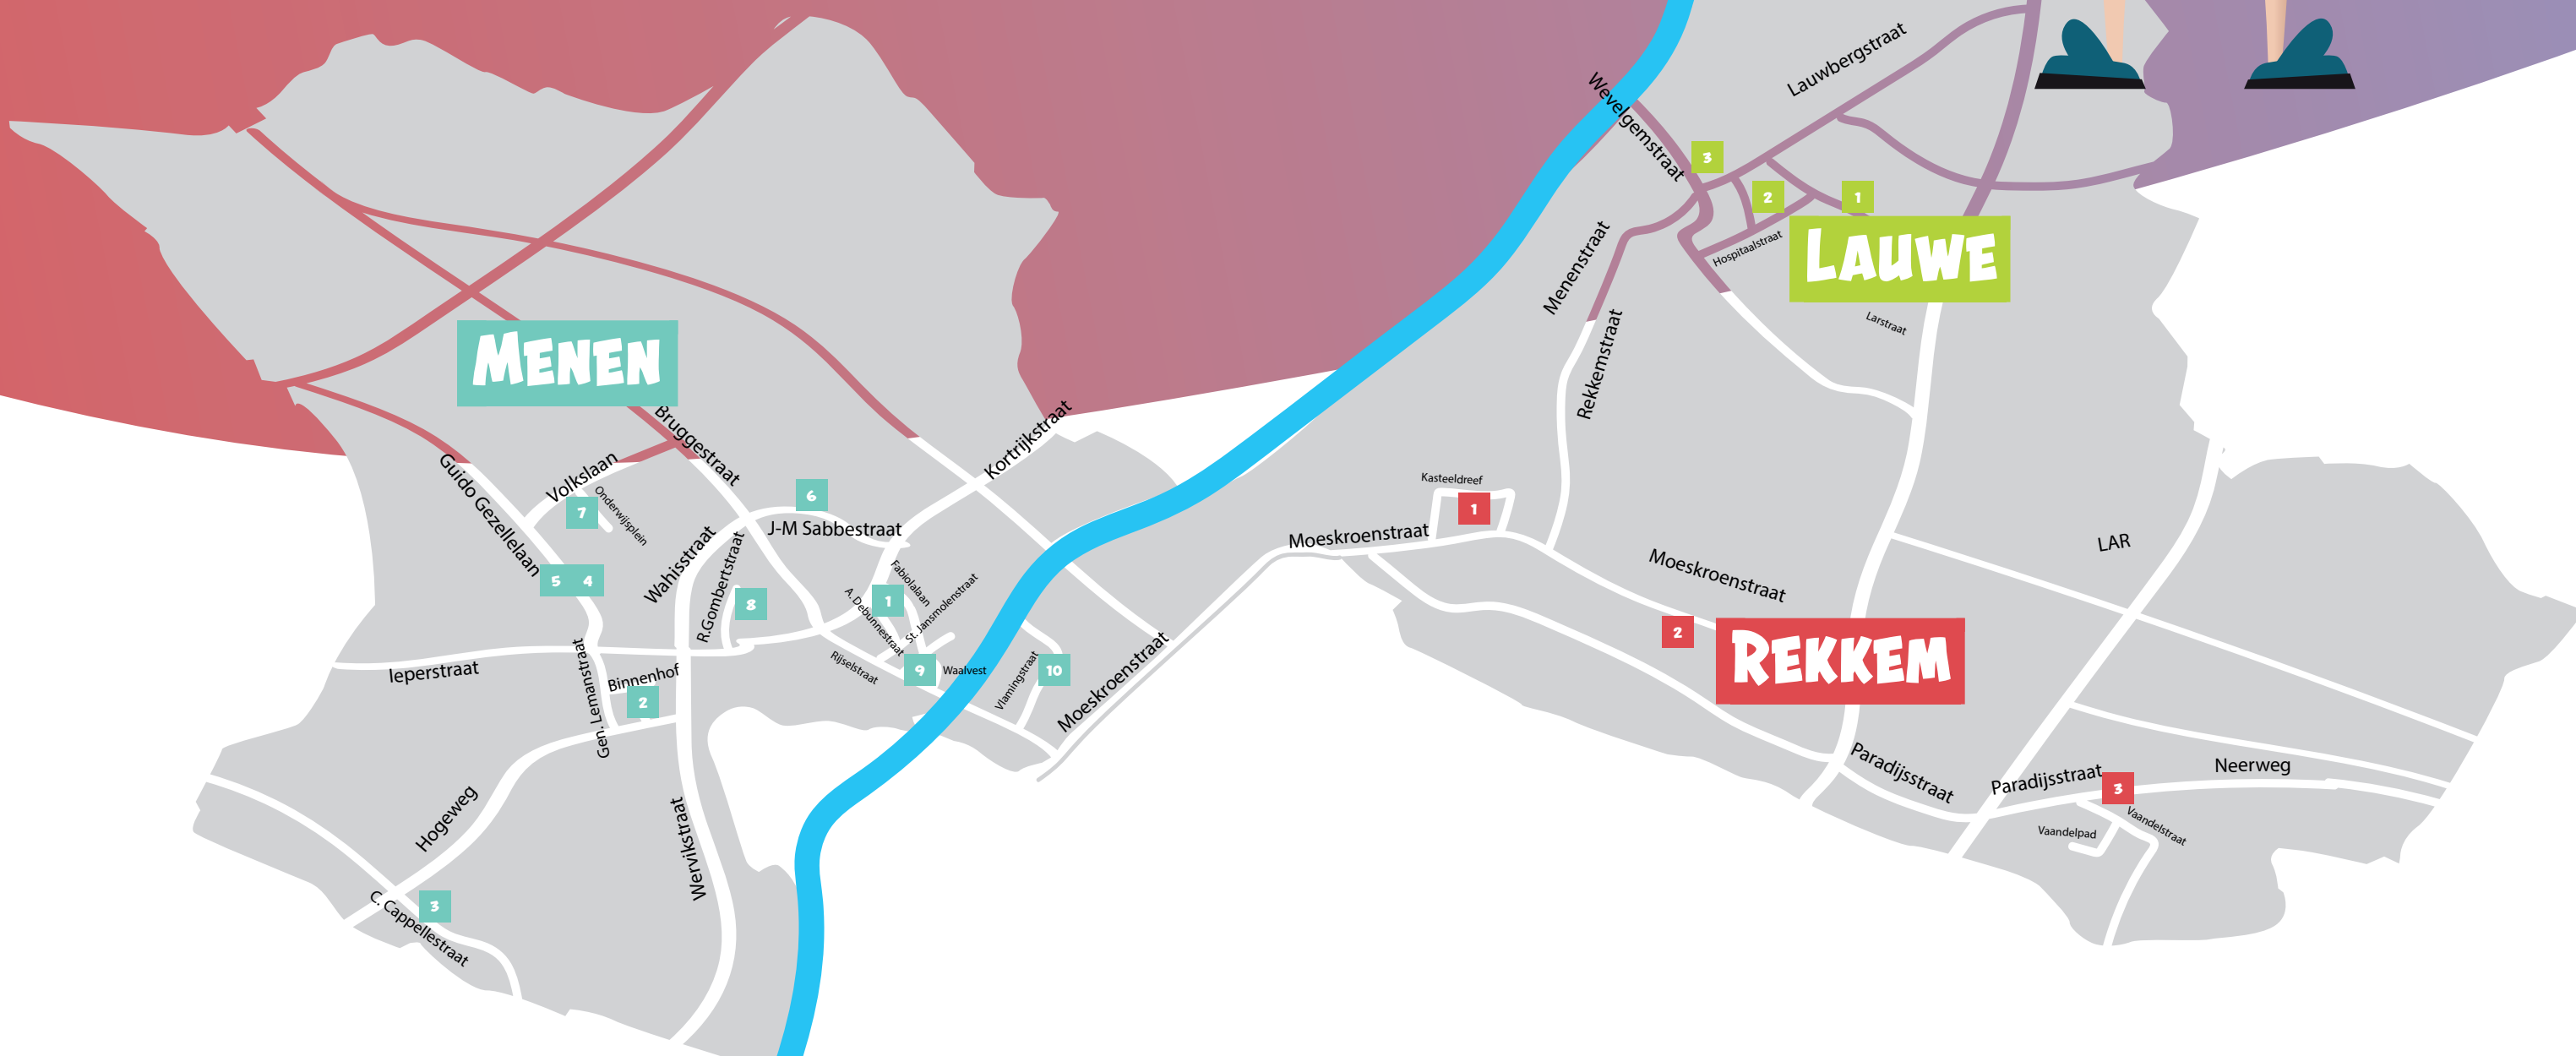 Lauwbergstraat
Wevelgemstraat
3
2
1
LAUWE
Hospitaalstraat
Menenstraat
Larstraat
Rekkemstraat
MENEN
Bruggestraat
Kortrijkstraat
Guido Gezellelaan
Volkslaan
Onderwijsplein
7
6
J-M Sabbestraat
Kasteeldreef
1
Moeskroenstraat
Wahisstraat
R.Gombertstraat
5 4
8
Fabiolalaan
1
A. Debunnestraat
St. Jansmolenstraat
Moeskroenstraat
LAR
2
REKKEM
Ieperstraat
Gen. Lemanstraat
Binnenhof
2
Rijselstraat
9
Waalvest
Vlamingstraat
10
Moeskroenstraat
Paradijsstraat
Paradijsstraat
3
Neerweg
Vaandelpad
Vaandelstraat
Hogeweg
Wervikstraat
3
C. Cappellestraat